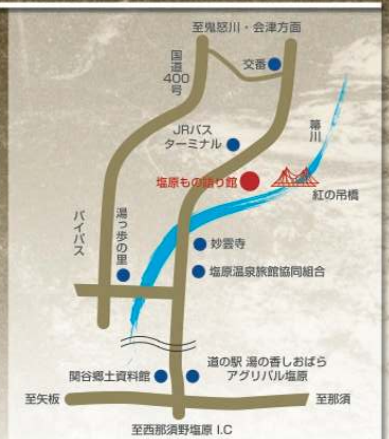 至鬼怒川・会津方面
国道400号
交番
JRバス
ターミナル
幕川
塩原もの語り館
紅の吊橋
バイパス
湯っ歩の里
妙雲寺
塩原温泉旅館協同組合
道の駅 湯の香しおばら
アグリパル塩原
関谷郷土資料館
至矢板
至那須
至西那須野塩原 I.C